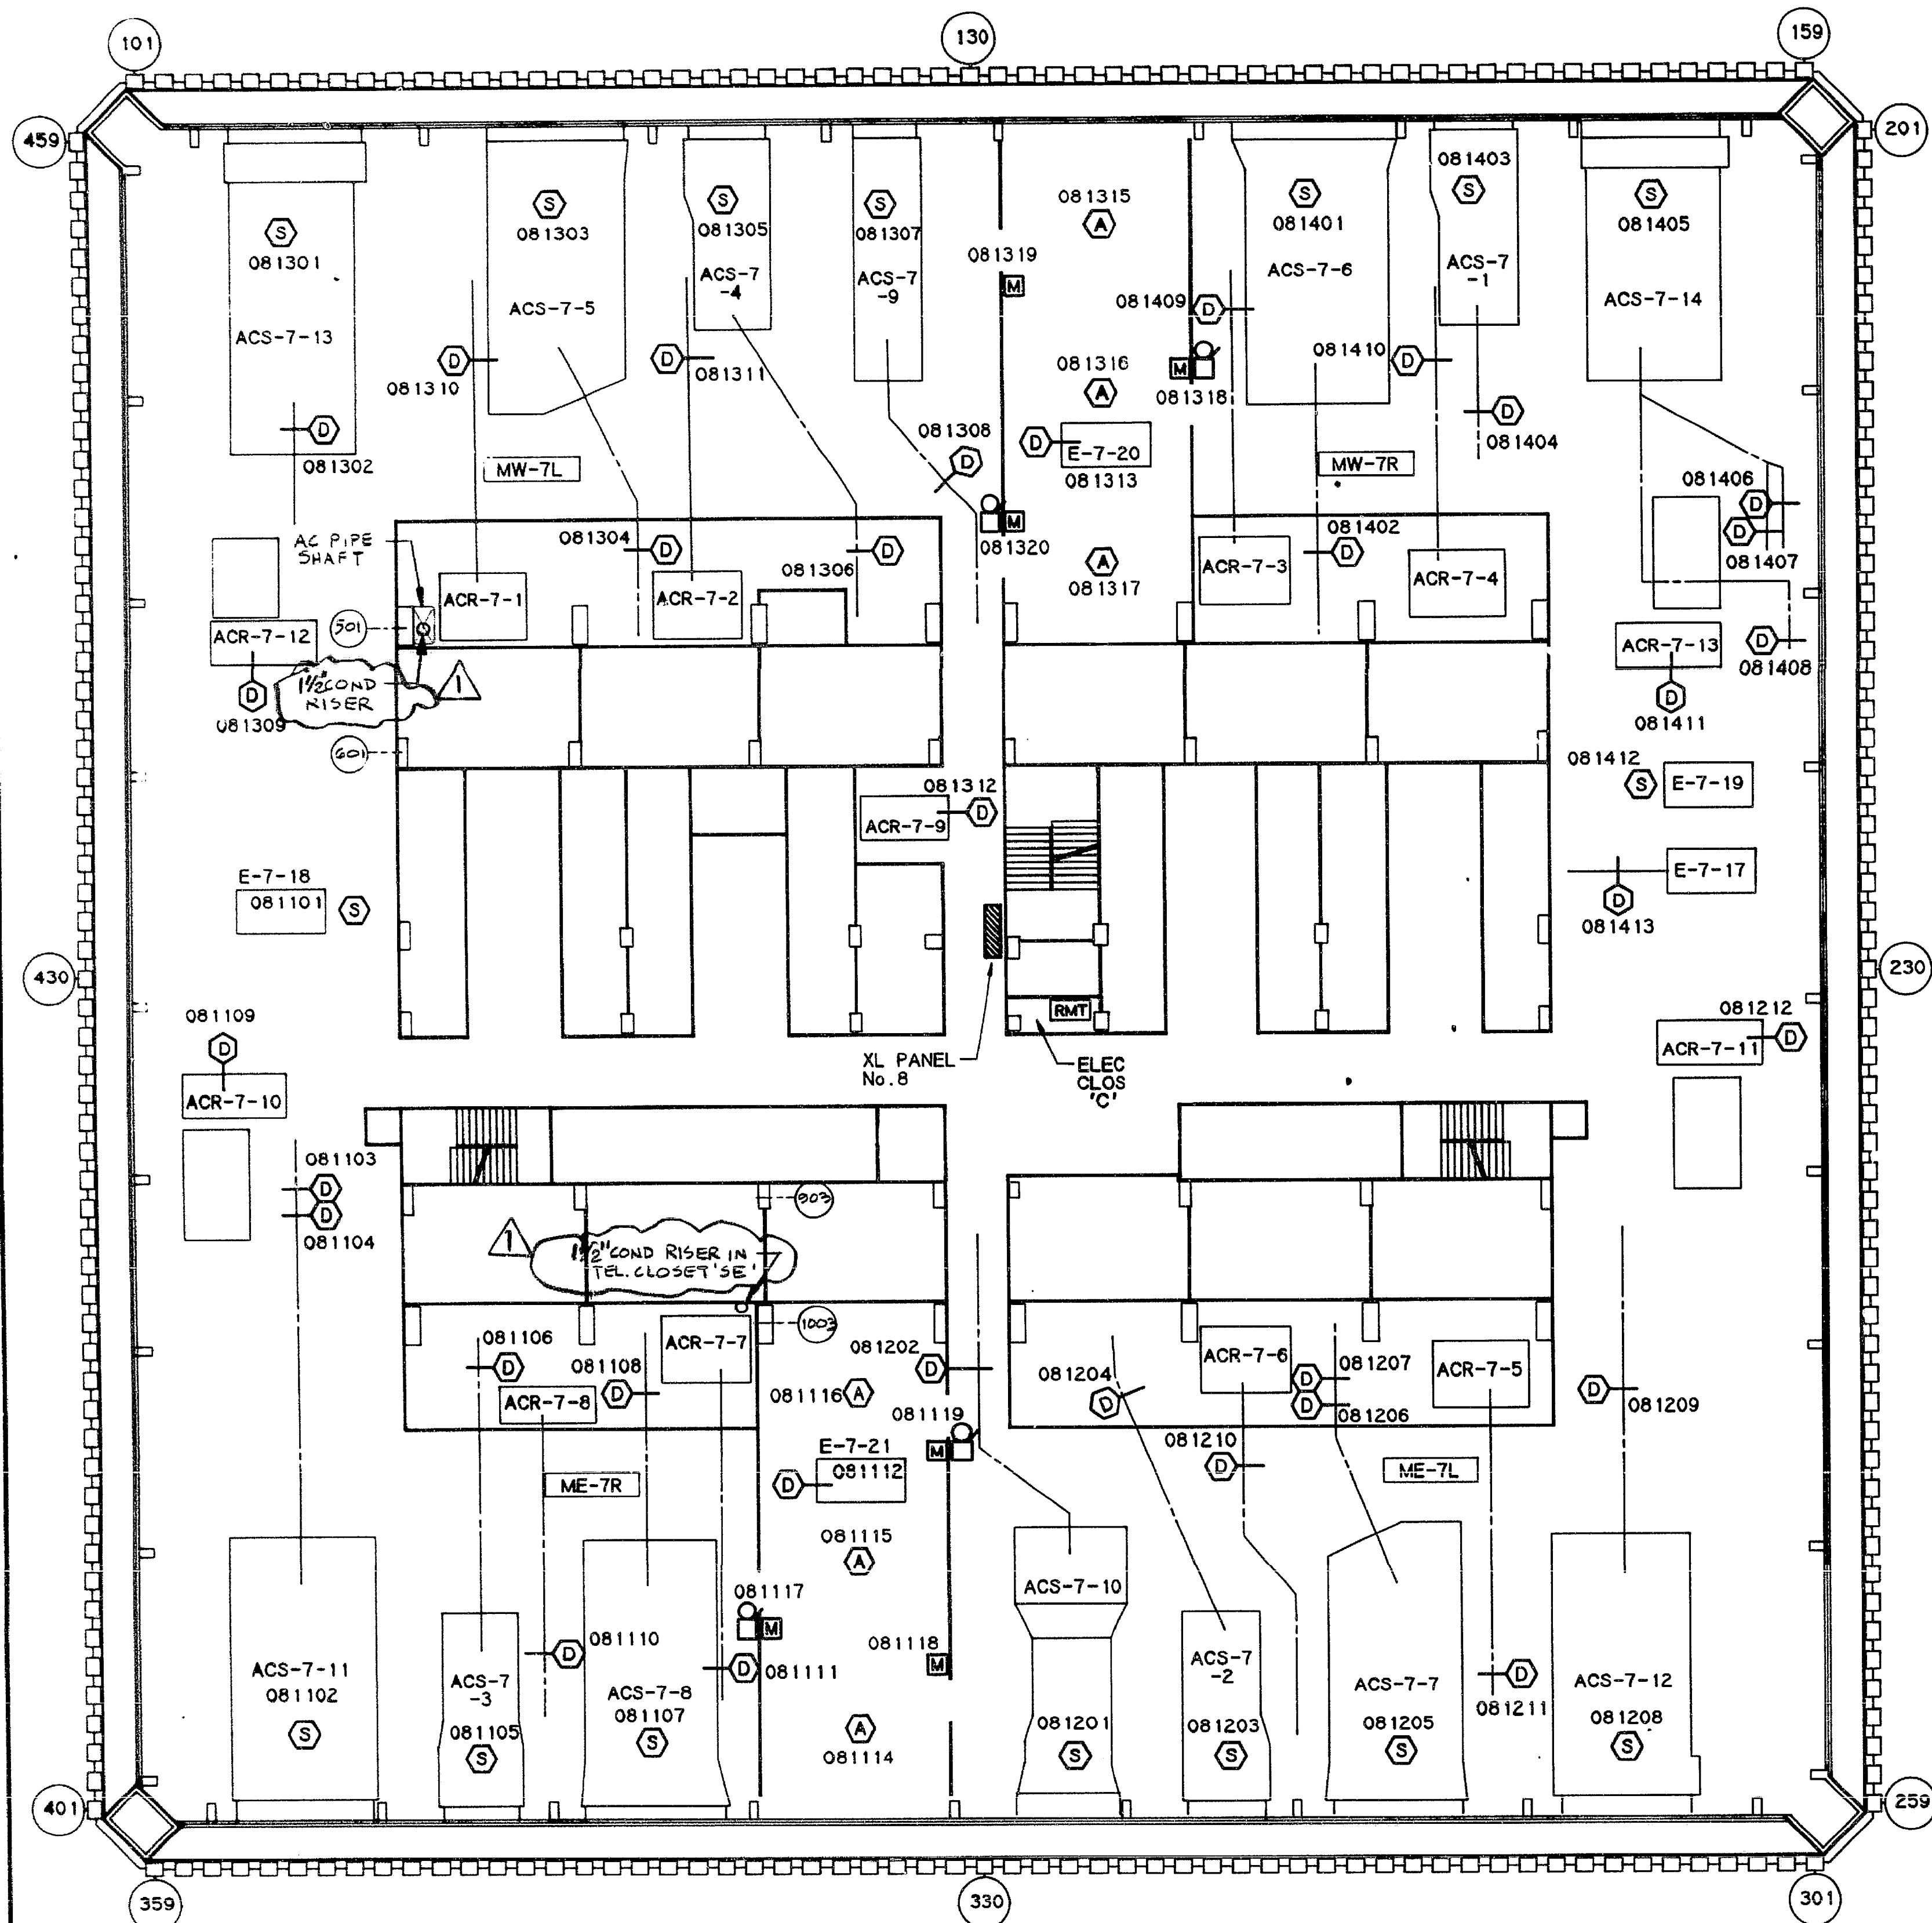 101
130
159
459
201
S
081301
ACS-7-13
S
081303
ACS-7-5
S
081305
ACS-7
-4
S
081307
ACS-7
-9
081315
A
081319
M
S
081401
ACS-7-6
081403
S
ACS-7
-1
S
081405
ACS-7-14
081409
D
081310
D
D
081311
081316
A
M
081318
081410
D
D
081302
081308
D
D
E-7-20
081313
D
081404
MW-7L
MW-7R
081406
D
D
081407
AC PIPE
SHAFT
081304
D
081306
D
M
081320
A
081317
081402
D
ACR-7-3
ACR-7-4
ACR-7-1
ACR-7-2
501
ACR-7-12
D
081309
1½" COND
RISER
1
ACR-7-13
D
081411
D
081408
601
081312
ACR-7-9
D
081412
S
E-7-19
E-7-18
081101
S
E-7-17
D
081413
430
230
081109
D
ACR-7-10
RMT
XL PANEL
No.8
ELEC
CLOS
'C'
081212
ACR-7-11
D
081103
D
D
081104
903
1
1½" COND RISER IN
TEL. CLOSET 'SE'
1003
081106
D
081108
D
ACR-7-7
ACR-7-8
081116
A
081202
D
081119
M
081204
D
ACR-7-6
D
081207
D
081206
ACR-7-5
D
081209
E-7-21
D
081112
081210
D
ME-7R
ME-7L
081115
A
081117
M
081118
M
ACS-7-10
ACS-7-11
081102
S
ACS-7
-3
081105
S
D
081110
ACS-7-8
081107
S
D
081111
A
081114
081201
S
ACS-7
-2
081203
S
ACS-7-7
081205
S
D
081211
ACS-7-12
081208
S
401
259
359
330
301